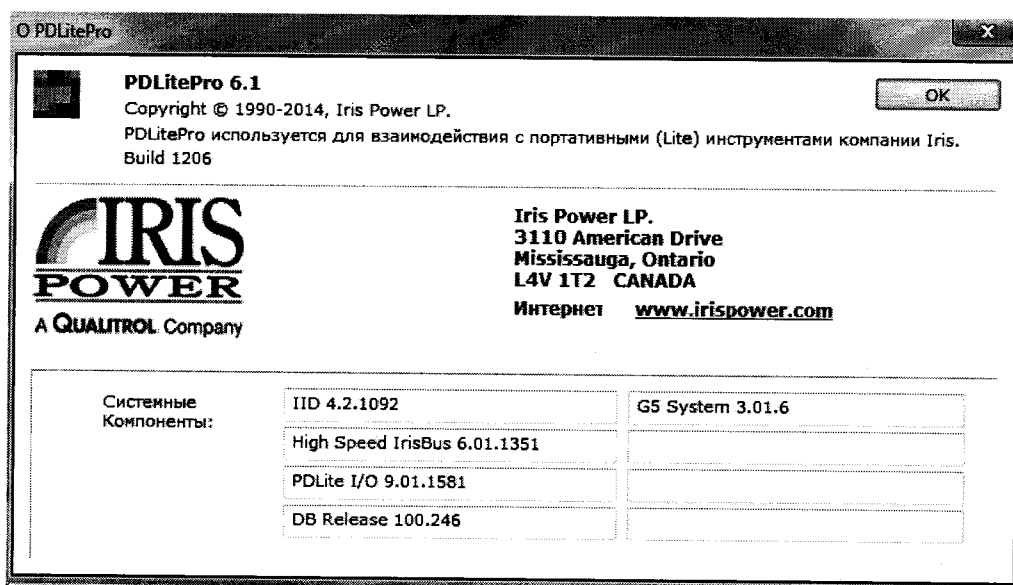 О PDLitePro
PDLitePro 6.1
OK
Copyright © 1990-2014, Iris Power LP.
PDLitePro используется для взаимодействия с портативными (Lite) инструментами компании Iris.
Build 1206
IRIS
POWER
A QUALITROL Company
Iris Power LP.
3110 American Drive
Mississauga, Ontario
L4V 1T2 CANADA
Интернет www.irispower.com
Системные
Компоненты:
IID 4.2.1092
G5 System 3.01.6
High Speed IrisBus 6.01.1351
PDLite I/O 9.01.1581
DB Release 100.246